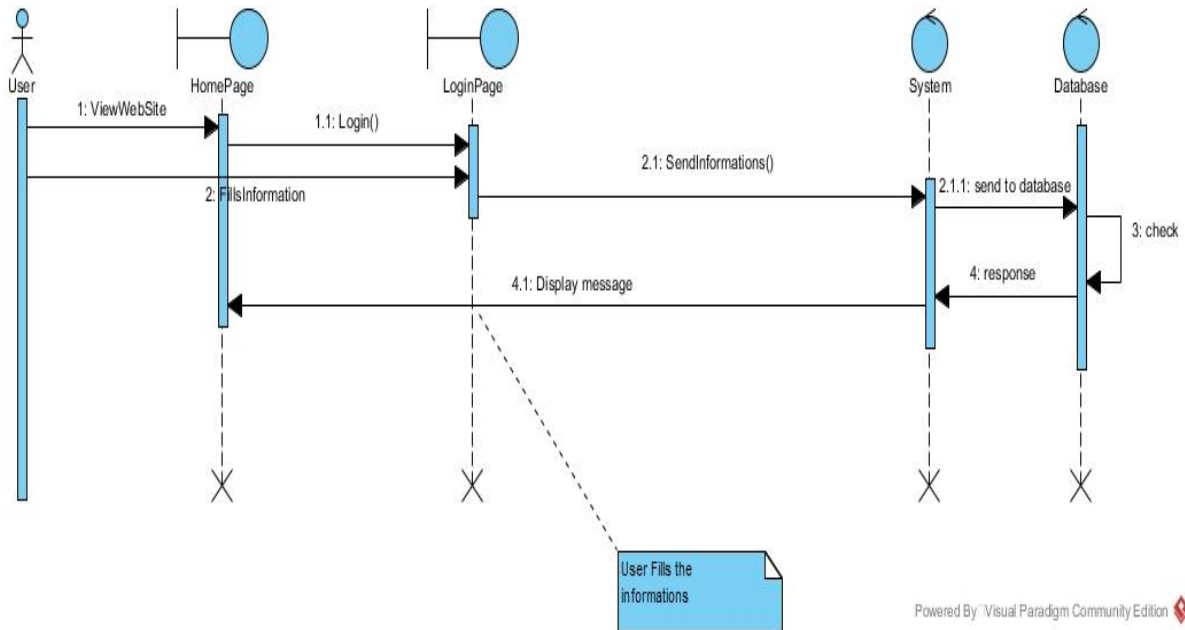 User
HomePage
LoginPage
System
Database
1: ViewWebSite
1.1: Login()
2: FillsInformation
2.1: SendInformations()
2.1.1: send to database
3: check
4: response
4.1: Display message
User Fills the
informations
Powered By Visual Paradigm Community Edition